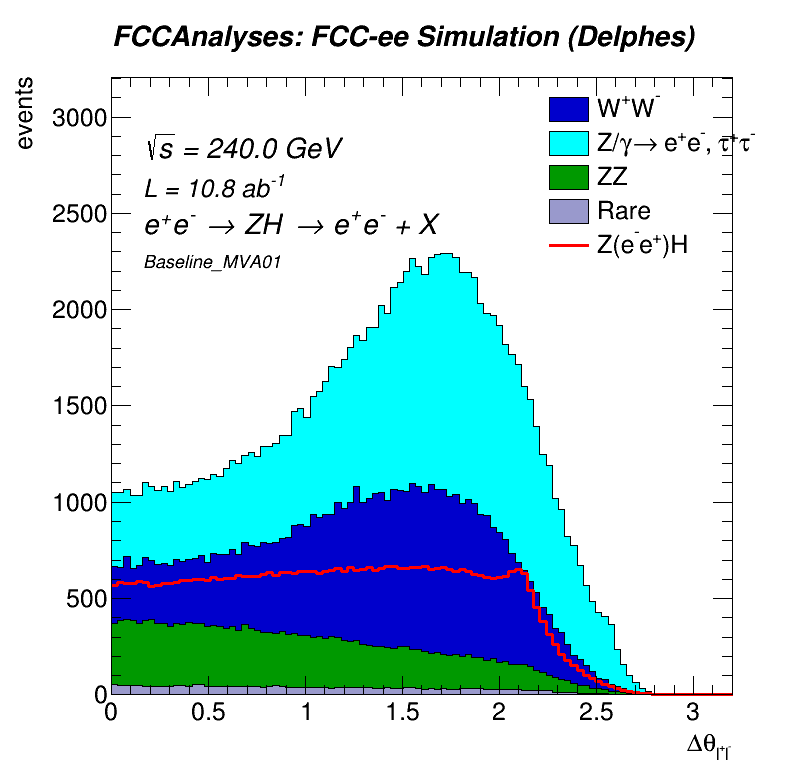 FCCAnalyses: FCC-ee Simulation (Delphes)
events
3000
2500
2000
1500
1000
500
0
√s = 240.0 GeV
L = 10.8 ab⁻¹
e⁺e⁻ → ZH → e⁺e⁻ + X
Baseline_MVA01
W⁺W⁻
Z/γ→ e⁺e⁻, τ⁺τ⁻
ZZ
Rare
Z(e⁻e⁺)H
0 0.5 1 1.5 2 2.5 3
Δθ_{l⁺l⁻}